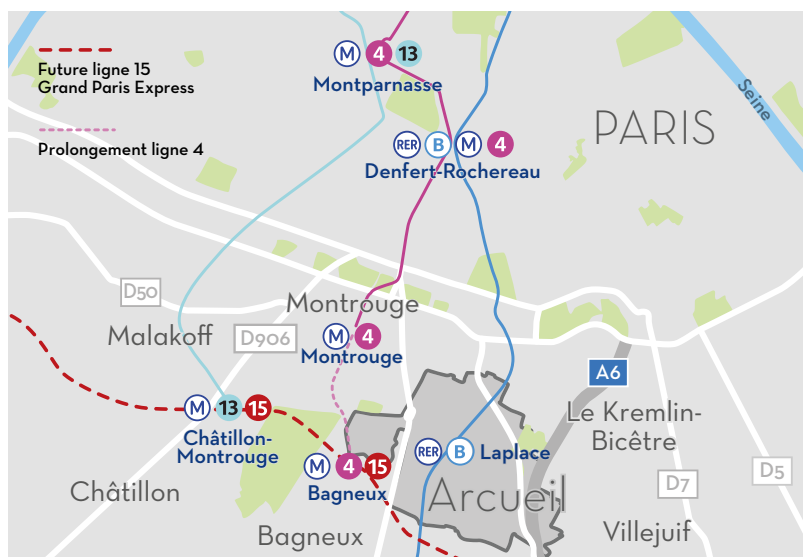 Future ligne 15
Grand Paris Express
Prolongement ligne 4
M 4 13
Montparnasse
Seine
PARIS
RER B M 4
Denfert-Rochereau
D50
Malakoff
D906
Montrouge
M 4
Montrouge
A6
Le Kremlin-
Bicêtre
M 13 15
Châtillon-
Montrouge
M 4 15
Bagneux
RER B Laplace
Arcueil
Châtillon
Bagneux
D7
D5
Villejuif